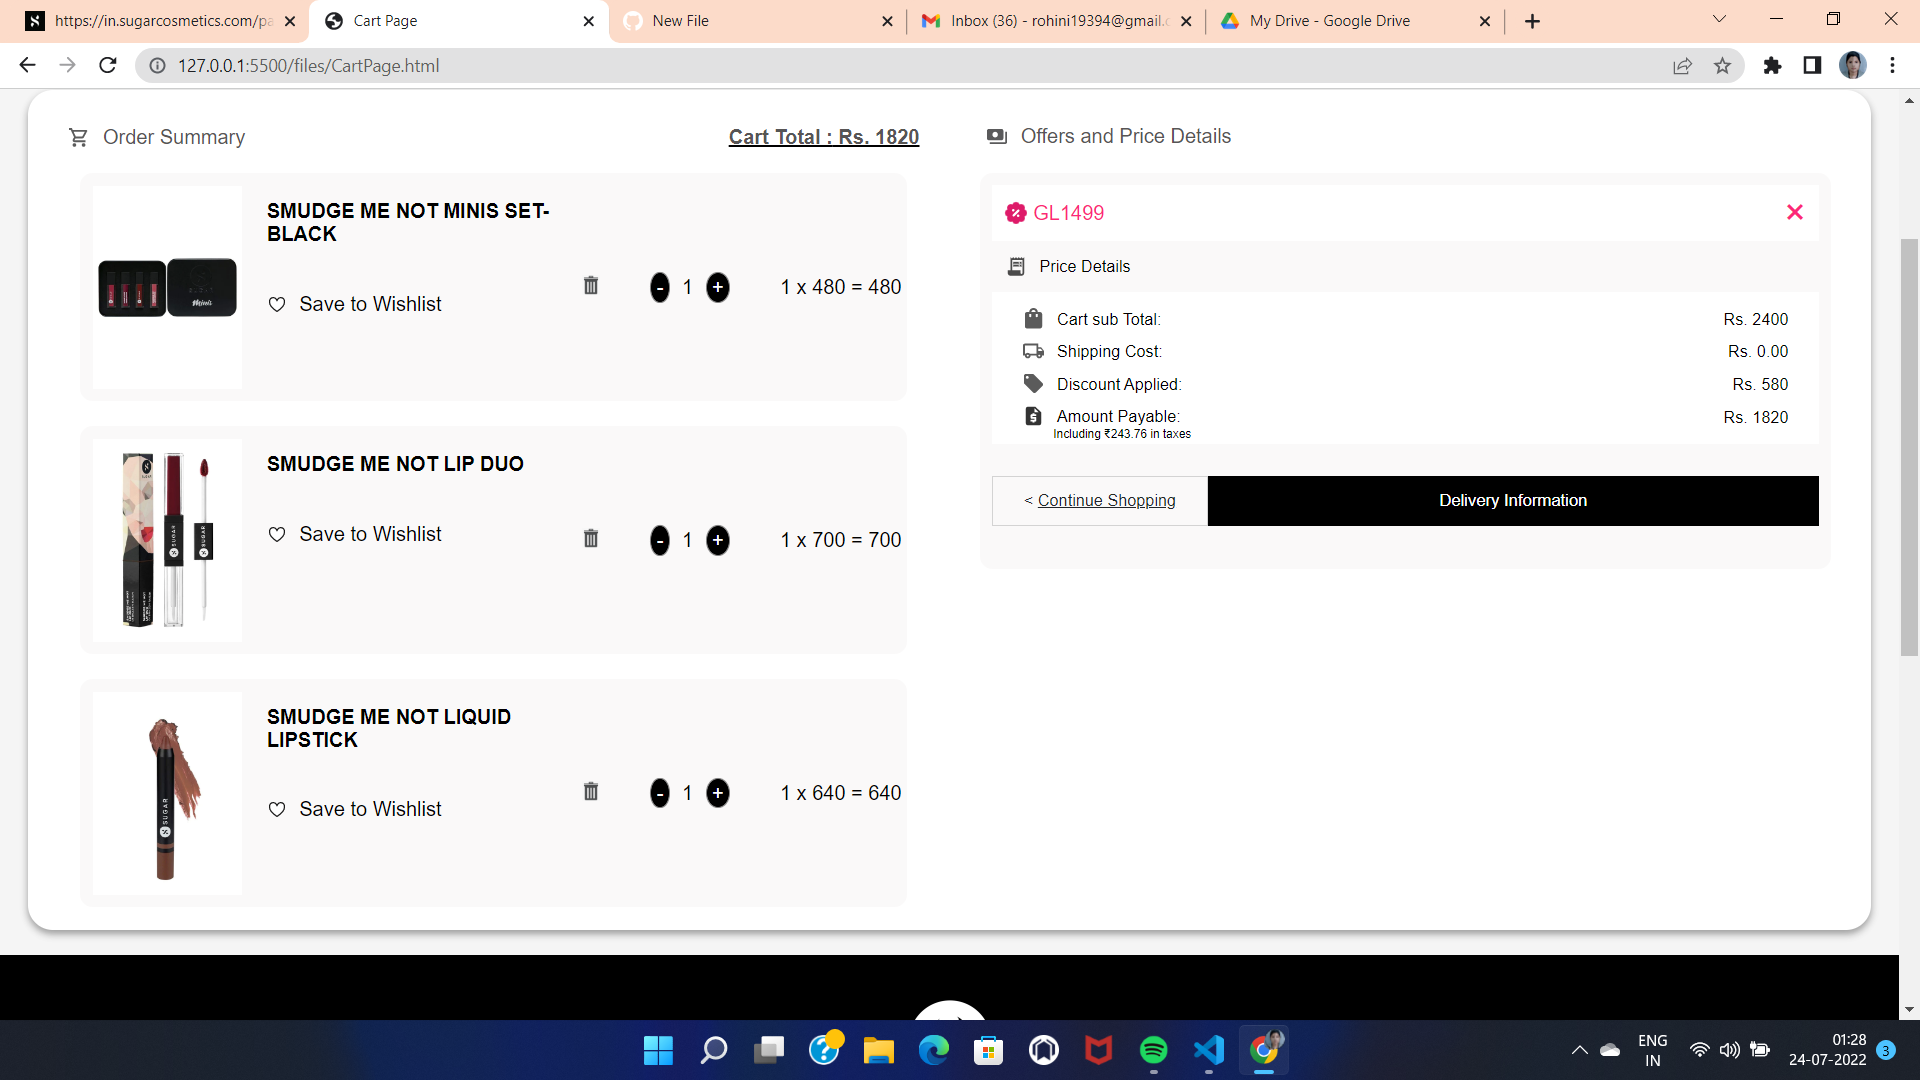 https://in.sugarcosmetics.com/pa
Cart Page
New File
Inbox (36) - rohini19394@gmail.c
My Drive - Google Drive
127.0.0.1:5500/files/CartPage.html
Order Summary
Cart Total : Rs. 1820
Offers and Price Details
SMUDGE ME NOT MINIS SET-
BLACK
Save to Wishlist
- 1 +
1 x 480 = 480
Minis
SMUDGE ME NOT LIP DUO
Save to Wishlist
- 1 +
1 x 700 = 700
SUGAR
SUGAR
SMUDGE ME NOT LIQUID
LIPSTICK
Save to Wishlist
- 1 +
1 x 640 = 640
SUGAR
GL1499
Price Details
Cart sub Total: Rs. 2400
Shipping Cost: Rs. 0.00
Discount Applied: Rs. 580
Amount Payable: Rs. 1820
Including ₹243.76 in taxes
< Continue Shopping
Delivery Information
ENG
IN
01:28
24-07-2022
3